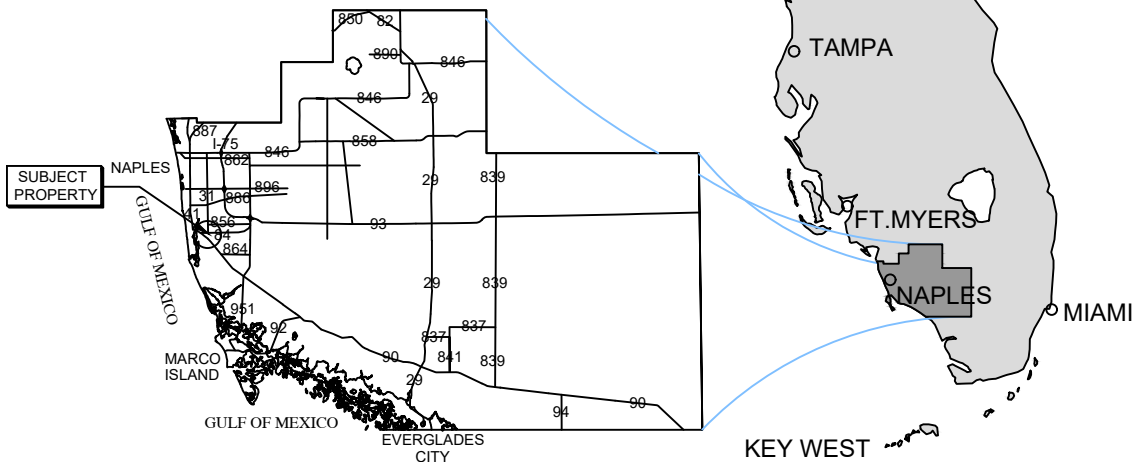 850
82
890
846
846
29
887
I-75
846
858
862
SUBJECT
PROPERTY
NAPLES
29
839
896
31
886
41
856
84
93
864
GULF OF MEXICO
29
839
951
92
837
837
MARCO
ISLAND
90
841
839
29
GULF OF MEXICO
94
90
EVERGLADES
CITY
TAMPA
FT.MYERS
NAPLES
MIAMI
KEY WEST